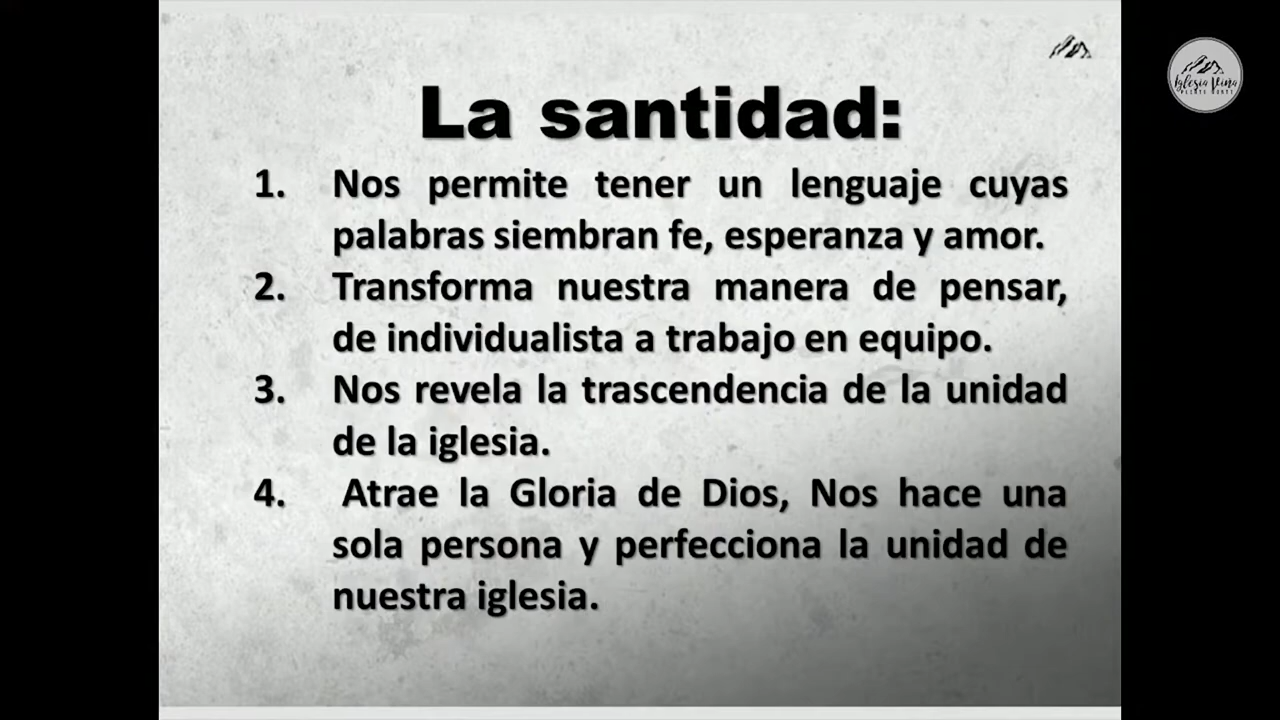 La santidad:
1. Nos permite tener un lenguaje cuyas
palabras siembran fe, esperanza y amor.
2. Transforma nuestra manera de pensar,
de individualista a trabajo en equipo.
3. Nos revela la trascendencia de la unidad
de la iglesia.
4. Atrae la Gloria de Dios, Nos hace una
sola persona y perfecciona la unidad de
nuestra iglesia.
Iglesia Viña